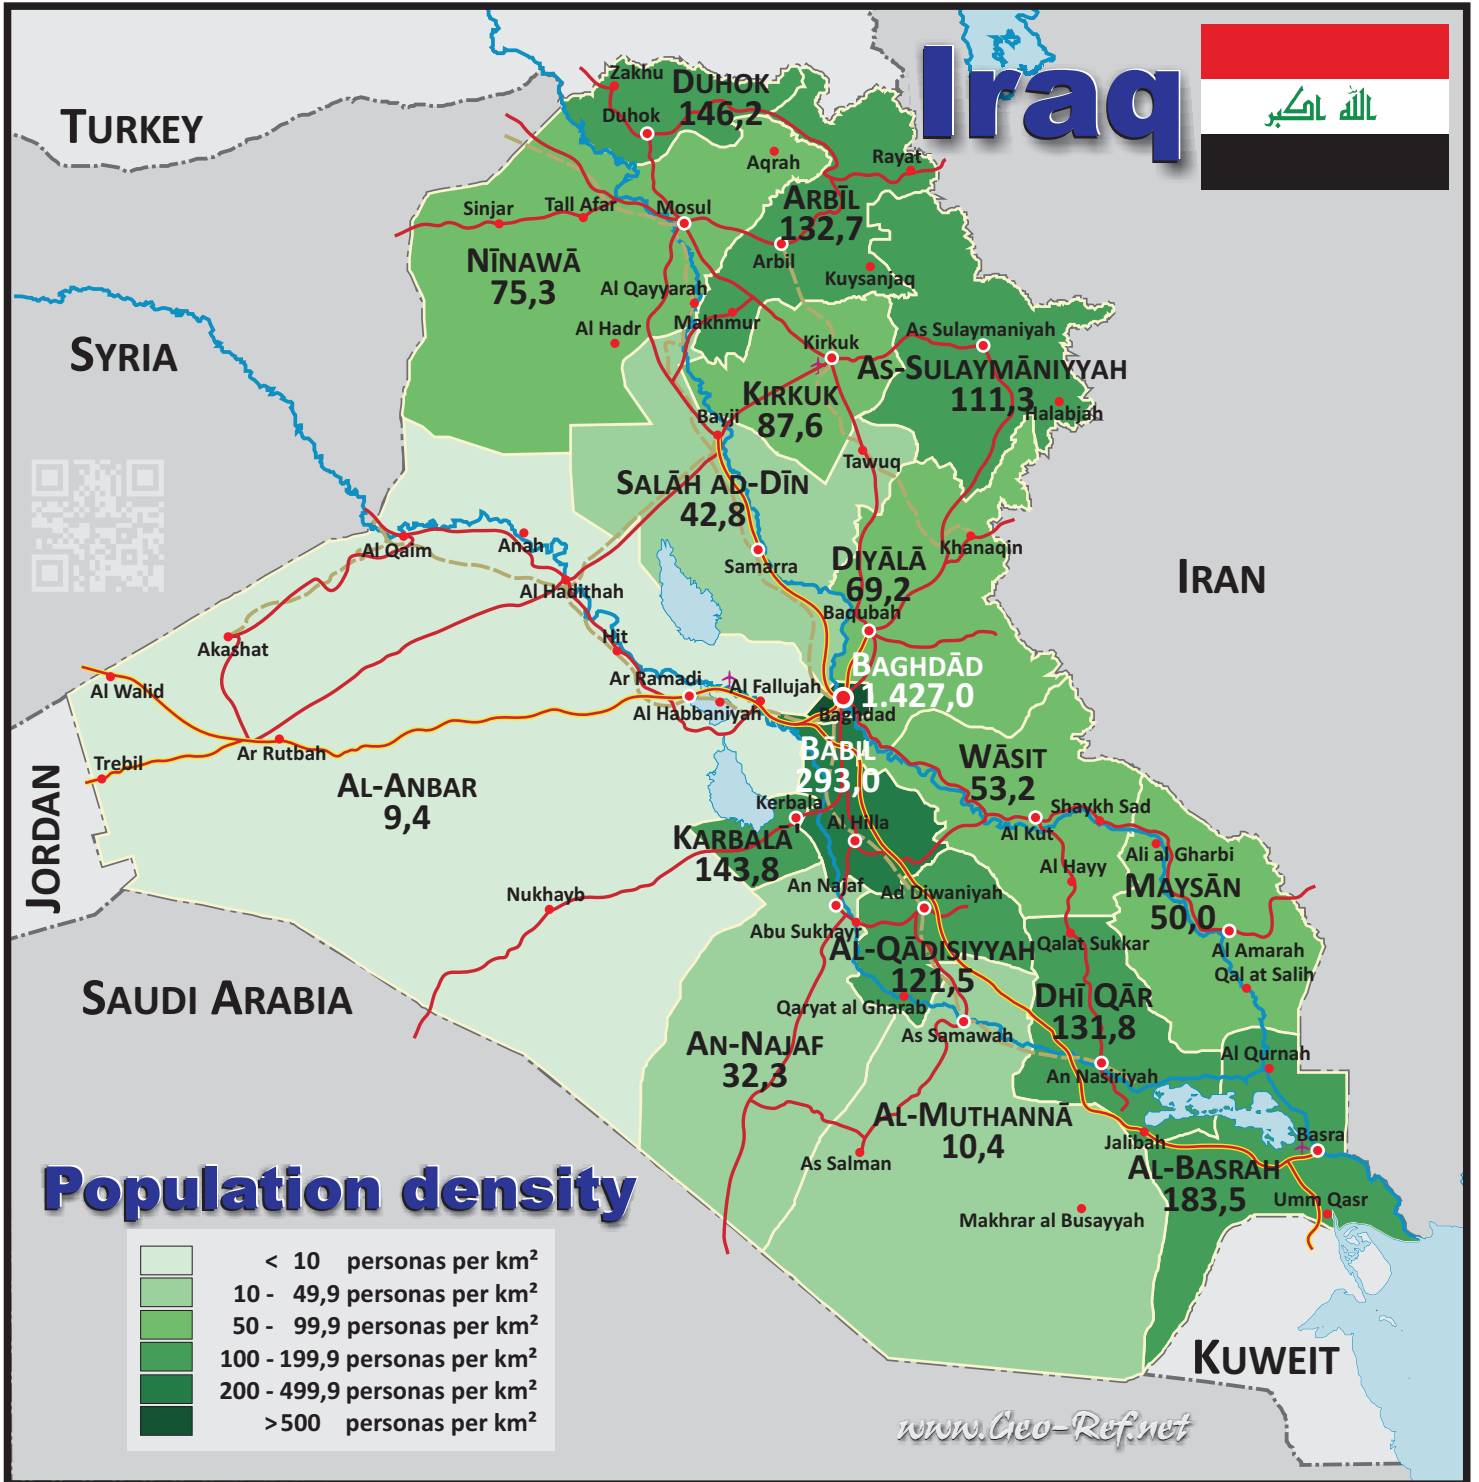 Iraq
الله اكبر
TURKEY
SYRIA
JORDAN
SAUDI ARABIA
IRAN
KUWEIT
Zakhu
DUHOK
146,2
Duhok
Aqrah
Rayat
ARBĪL
132,7
Sinjar
Tall Afar
Mosul
Arbil
Kuysanjaq
NĪNAWĀ
75,3
Al Qayyarah
Makhmur
Al Hadr
Kirkuk
As Sulaymaniyah
AS-SULAYMĀNIYYAH
111,3
Halabjah
KIRKUK
87,6
Bayji
Tawuq
SALĀH AD-DĪN
42,8
Samarra
DIYĀLĀ
69,2
Khanaqin
Baqubah
Al Qaim
Anah
Al Hadithah
Hit
Akashat
Al Walid
Ar Ramadi
Al Fallujah
Al Habbaniyah
BAGHDĀD
1.427,0
Baghdad
Trebil
Ar Rutbah
AL-ANBAR
9,4
BĀBIL
293,0
WĀSIT
53,2
Shaykh Sad
Kerbala
Al Hilla
Al Kut
Ali al Gharbi
KARBALĀ'
143,8
Al Hayy
MAYSĀN
50,0
Nukhayb
An Najaf
Ad Diwaniyah
Abu Sukhayr
AL-QĀDISIYYAH
121,5
Qalat Sukkar
Al Amarah
Qal at Salih
Qaryat al Gharab
DHĪ QĀR
131,8
As Samawah
AN-NAJAF
32,3
An Nasiriyah
Al Qurnah
AL-MUTHANNĀ
10,4
Jalibah
Basra
As Salman
AL-BASRAH
183,5
Umm Qasr
Makhrar al Busayyah
Population density
< 10 personas per km²
10 - 49,9 personas per km²
50 - 99,9 personas per km²
100 - 199,9 personas per km²
200 - 499,9 personas per km²
>500 personas per km²
www.Geo-Ref.net